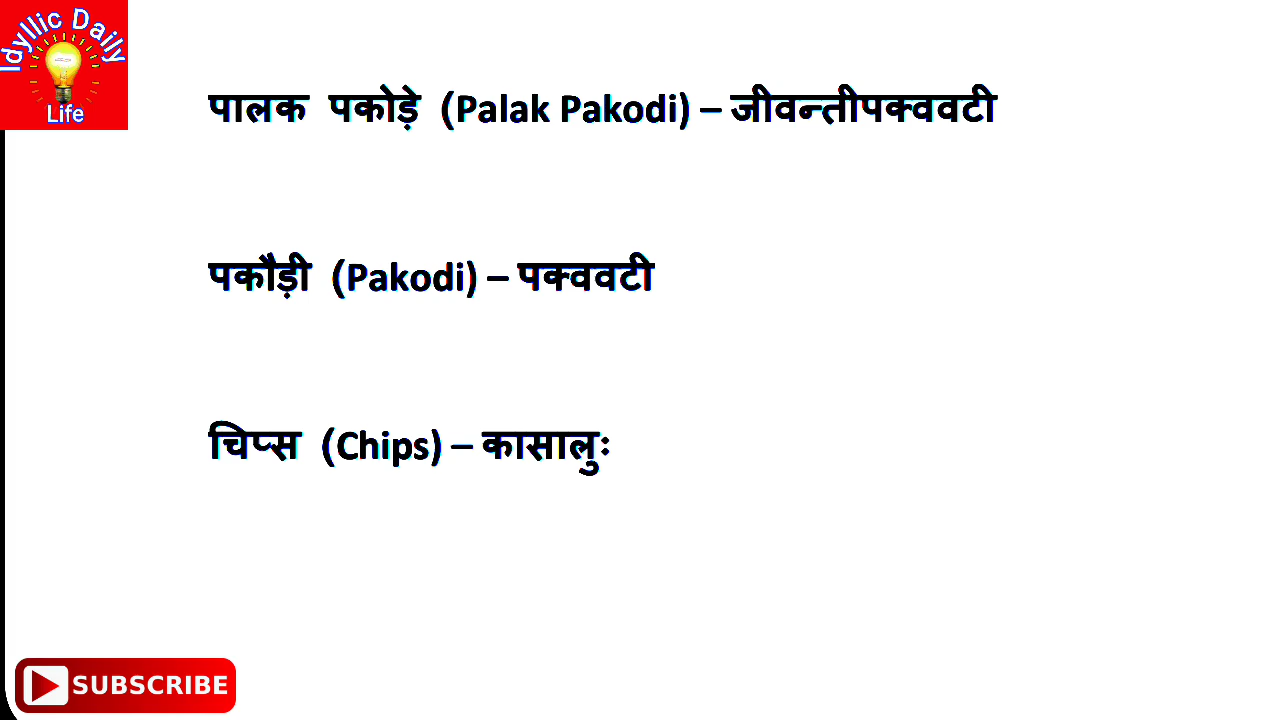 Idyllic Daily
Life
पालक पकोड़े (Palak Pakodi) – जीवन्तीपक्ववटी
पकौड़ी (Pakodi) – पक्ववटी
चिप्स (Chips) – कासालुः
SUBSCRIBE